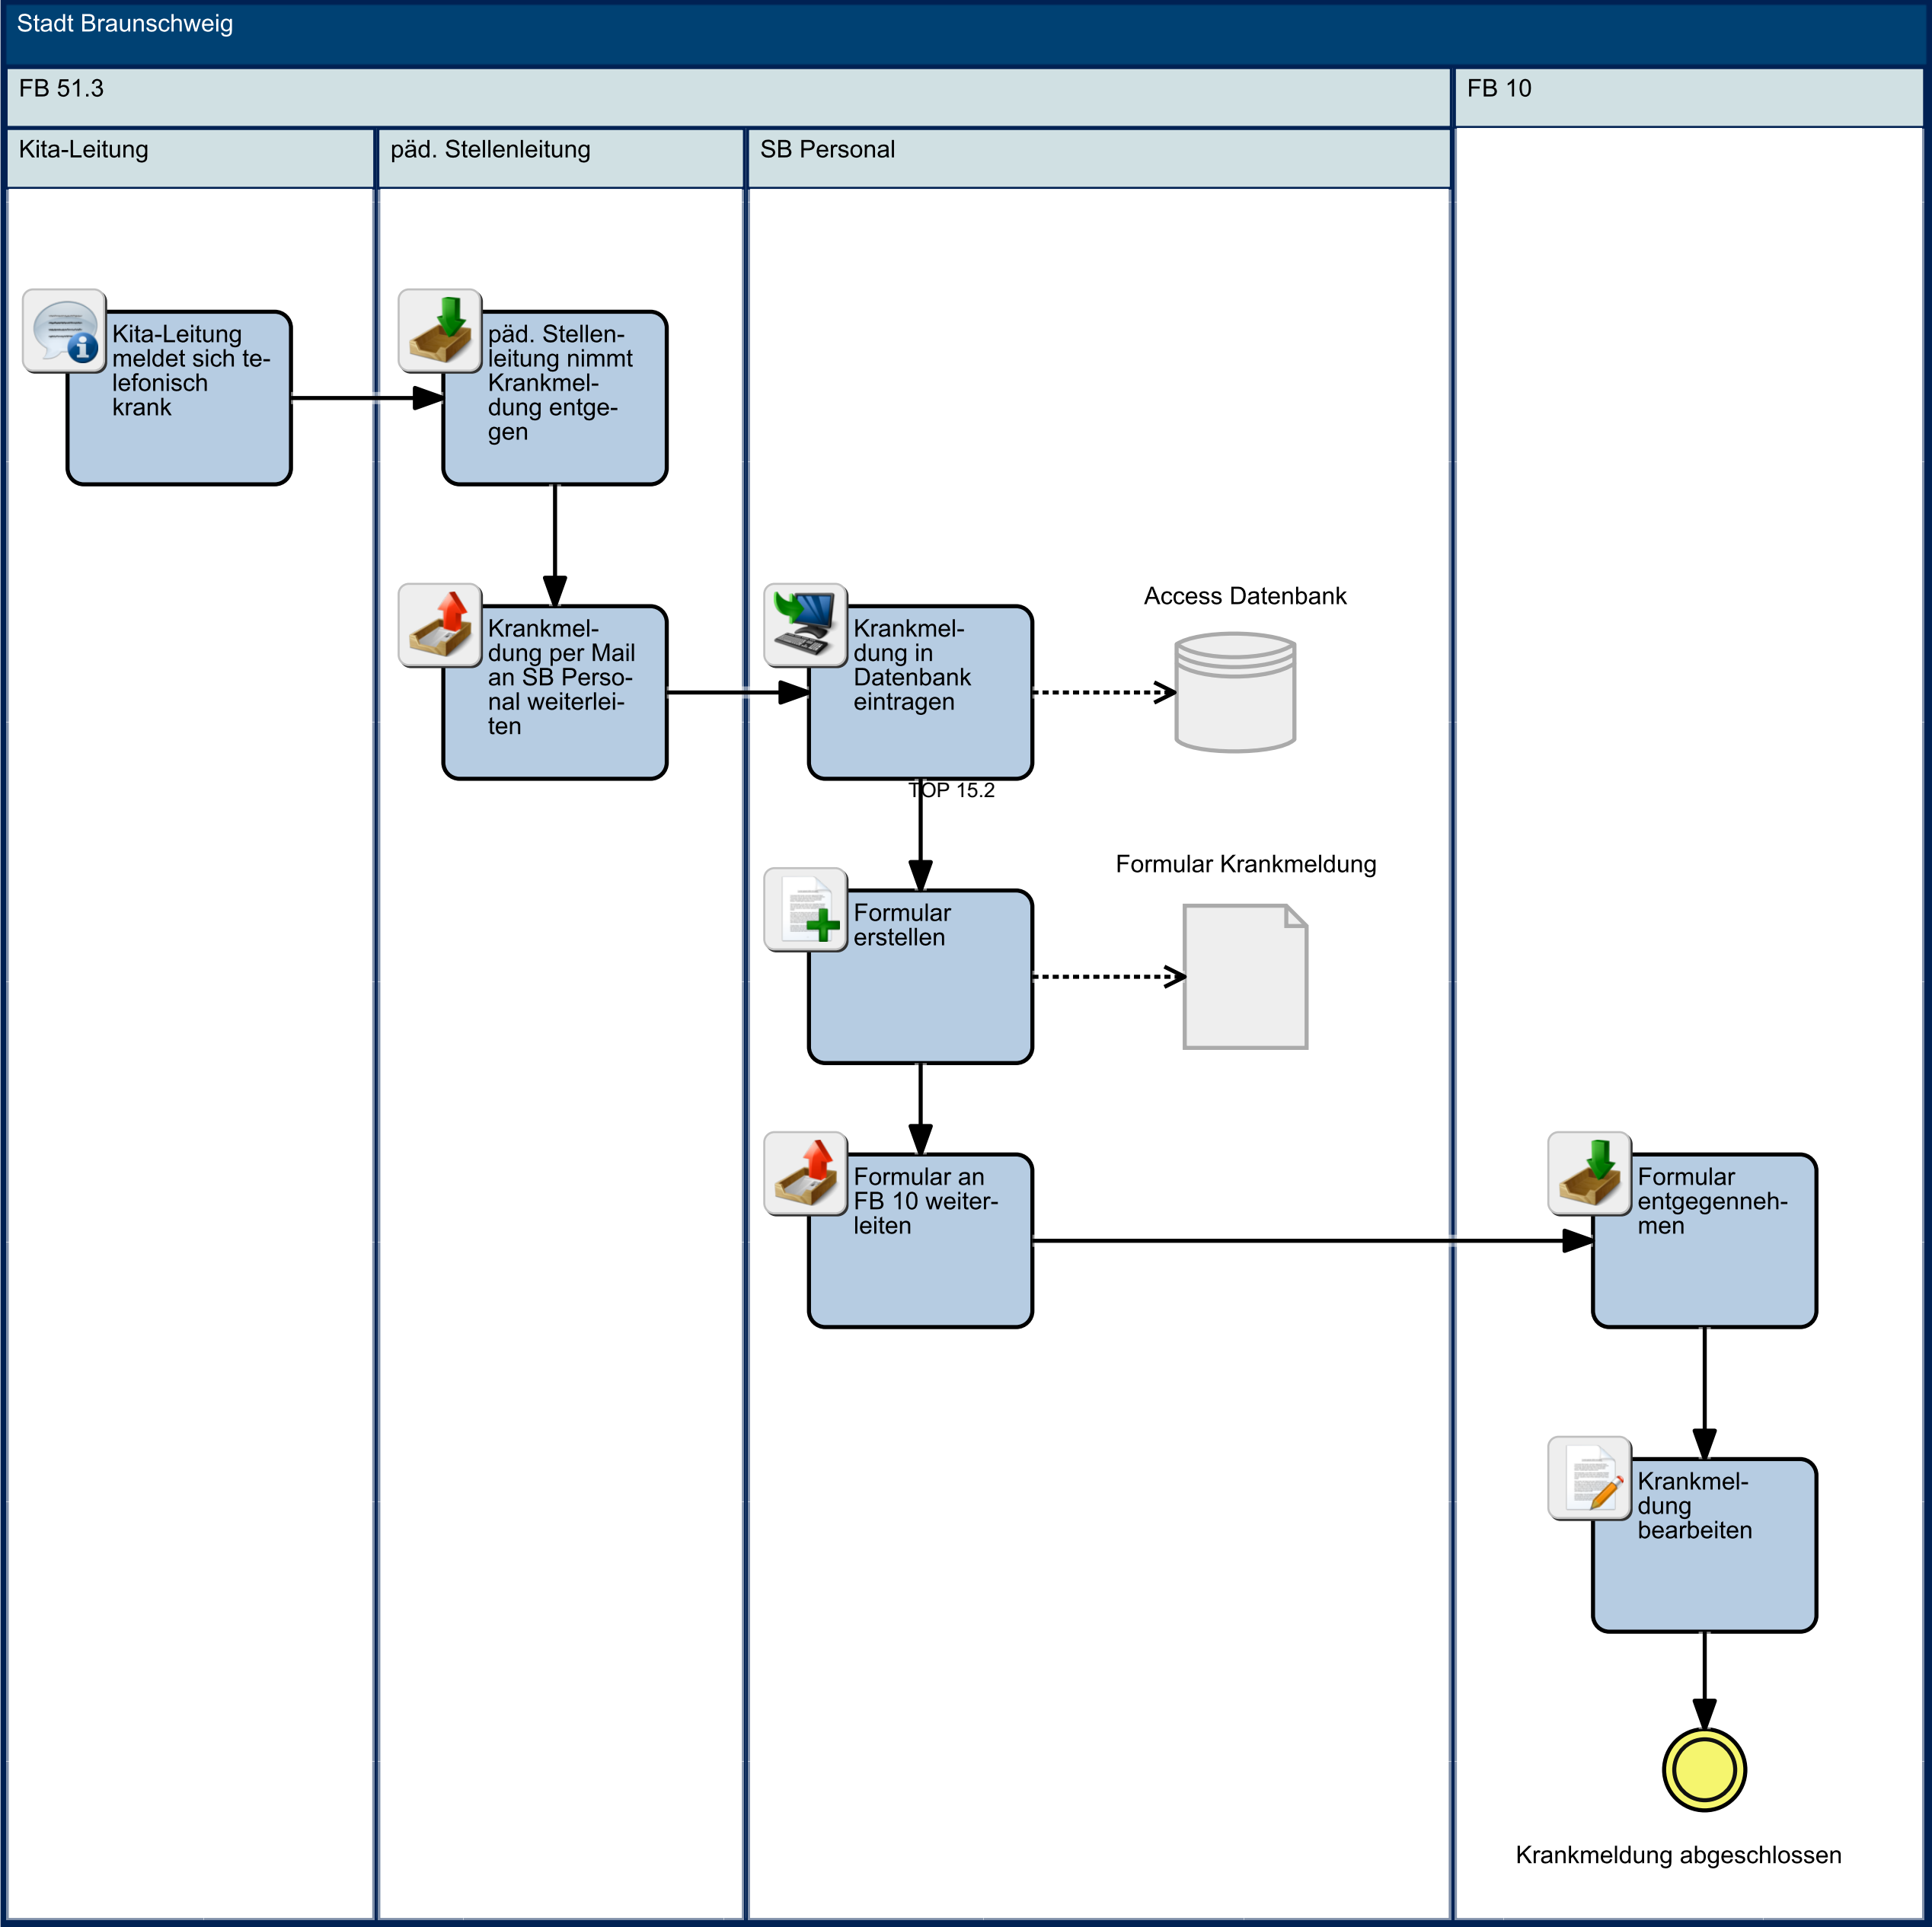 Stadt Braunschweig
FB 51.3
FB 10
Kita-Leitung
päd. Stellenleitung
SB Personal
Kita-Leitung
meldet sich te-
lefonisch
krank
päd. Stellen-
leitung nimmt
Krankmel-
dung entge-
gen
Krankmel-
dung per Mail
an SB Perso-
nal weiterlei-
ten
Krankmel-
dung in
Datenbank
eintragen
Access Datenbank
TOP 15.2
Formular
erstellen
Formular Krankmeldung
Formular an
FB 10 weiter-
leiten
Formular
entgegenneh-
men
Krankmel-
dung
bearbeiten
Krankmeldung abgeschlossen